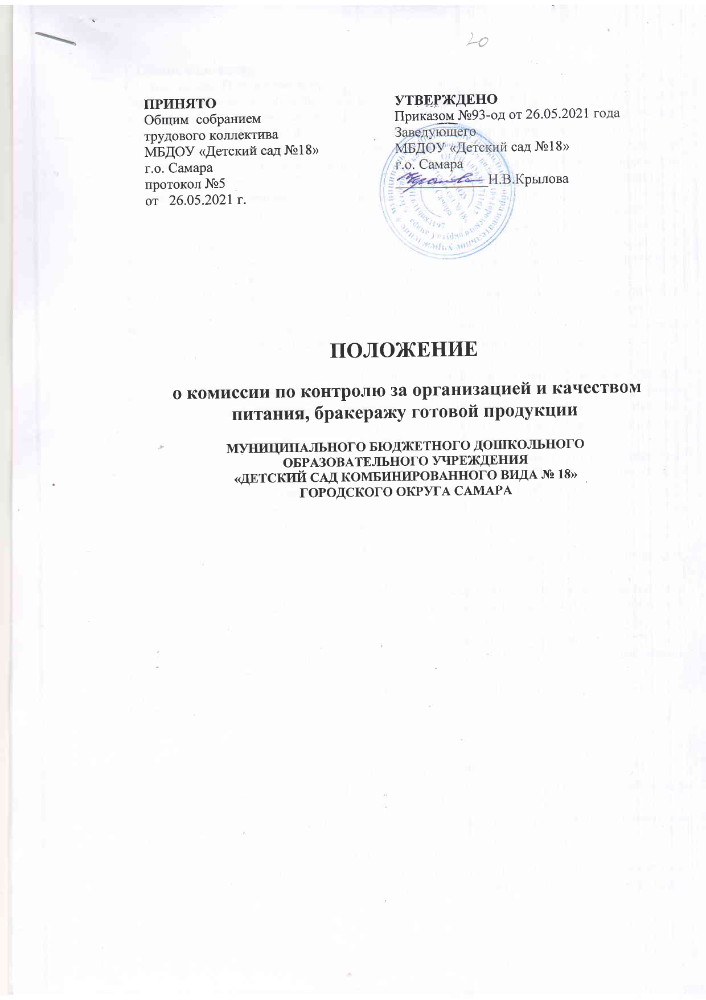 20
ПРИНЯТО
Общим собранием
трудового коллектива
МБДОУ «Детский сад №18»
г.о. Самара
протокол №5
от 26.05.2021 г.
УТВЕРЖДЕНО
Приказом №93-од от 26.05.2021 года
Заведующего
МБДОУ «Детский сад №18»
г.о. Самара
_____________Н.В.Крылова
ПОЛОЖЕНИЕ
о комиссии по контролю за организацией и качеством
питания, бракеражу готовой продукции
МУНИЦИПАЛЬНОГО БЮДЖЕТНОГО ДОШКОЛЬНОГО
ОБРАЗОВАТЕЛЬНОГО УЧРЕЖДЕНИЯ
«ДЕТСКИЙ САД КОМБИНИРОВАННОГО ВИДА № 18»
ГОРОДСКОГО ОКРУГА САМАРА